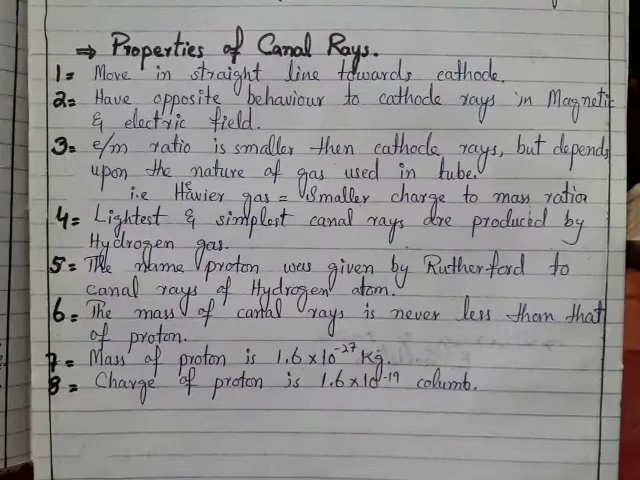 ⇒ Properties of Canal Rays.
1= Move in straight line towards cathode.
2= Have opposite behaviour to cathode rays in Magnetic
& electric field.
3= e/m ratio is smaller then cathode rays, but depends
upon the nature of gas used in tube.
i.e Heavier gas = Smaller charge to mass ratio
4= Lightest & simplest canal rays are produced by
Hydrogen gas.
5= The name proton was given by Rutherford to
canal rays of Hydrogen atom.
6= The mass of canal rays is never less than that
of proton.
7= Mass of proton is 1.6×10⁻²⁷ Kg.
8= Charge of proton is 1.6×10⁻¹⁹ columb.